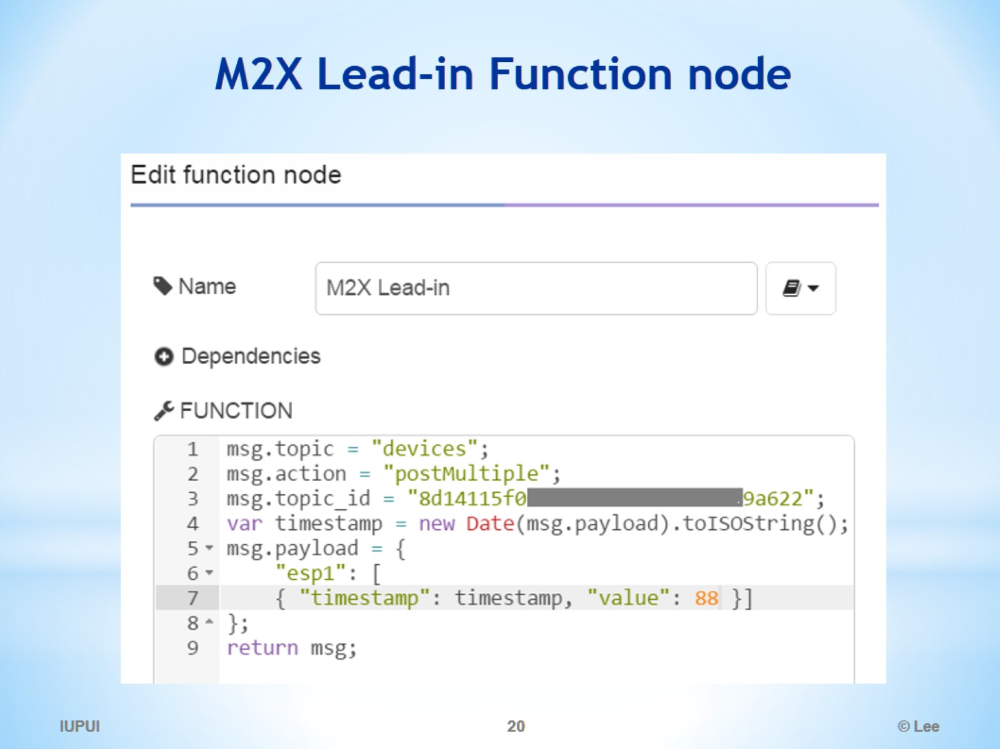 M2X Lead-in Function node
Edit function node
Name
M2X Lead-in
Dependencies
FUNCTION
1 msg.topic = "devices";
2 msg.action = "postMultiple";
3 msg.topic_id = "8d14115f0 9a622";
4 var timestamp = new Date(msg.payload).toISOString();
5 msg.payload = {
6 "esp1": [
7 { "timestamp": timestamp, "value": 88 }]
8 };
9 return msg;
IUPUI
20
© Lee